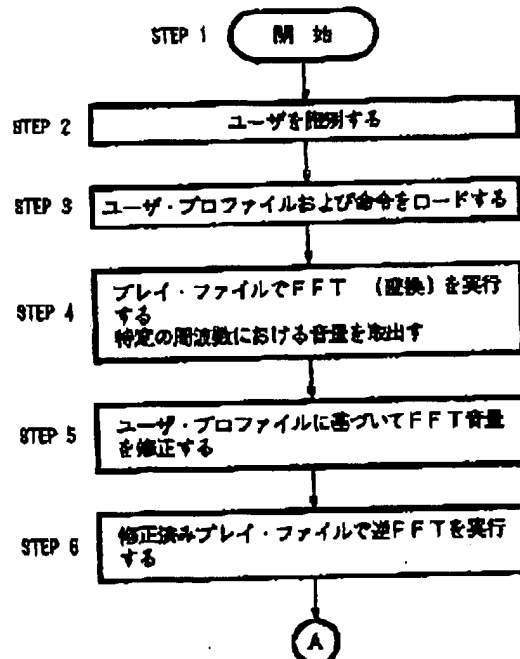 STEP 1
開 始
STEP 2
ユーザを識別する
STEP 3
ユーザ・プロファイルおよび命令をロードする
STEP 4
プレイ・ファイルでFFT (変換)を実行
する
特定の周波数における音量を取出す
STEP 5
ユーザ・プロファイルに基づいてFFT音量
を修正する
STEP 6
修正済みプレイ・ファイルで逆FFTを実行
する
A